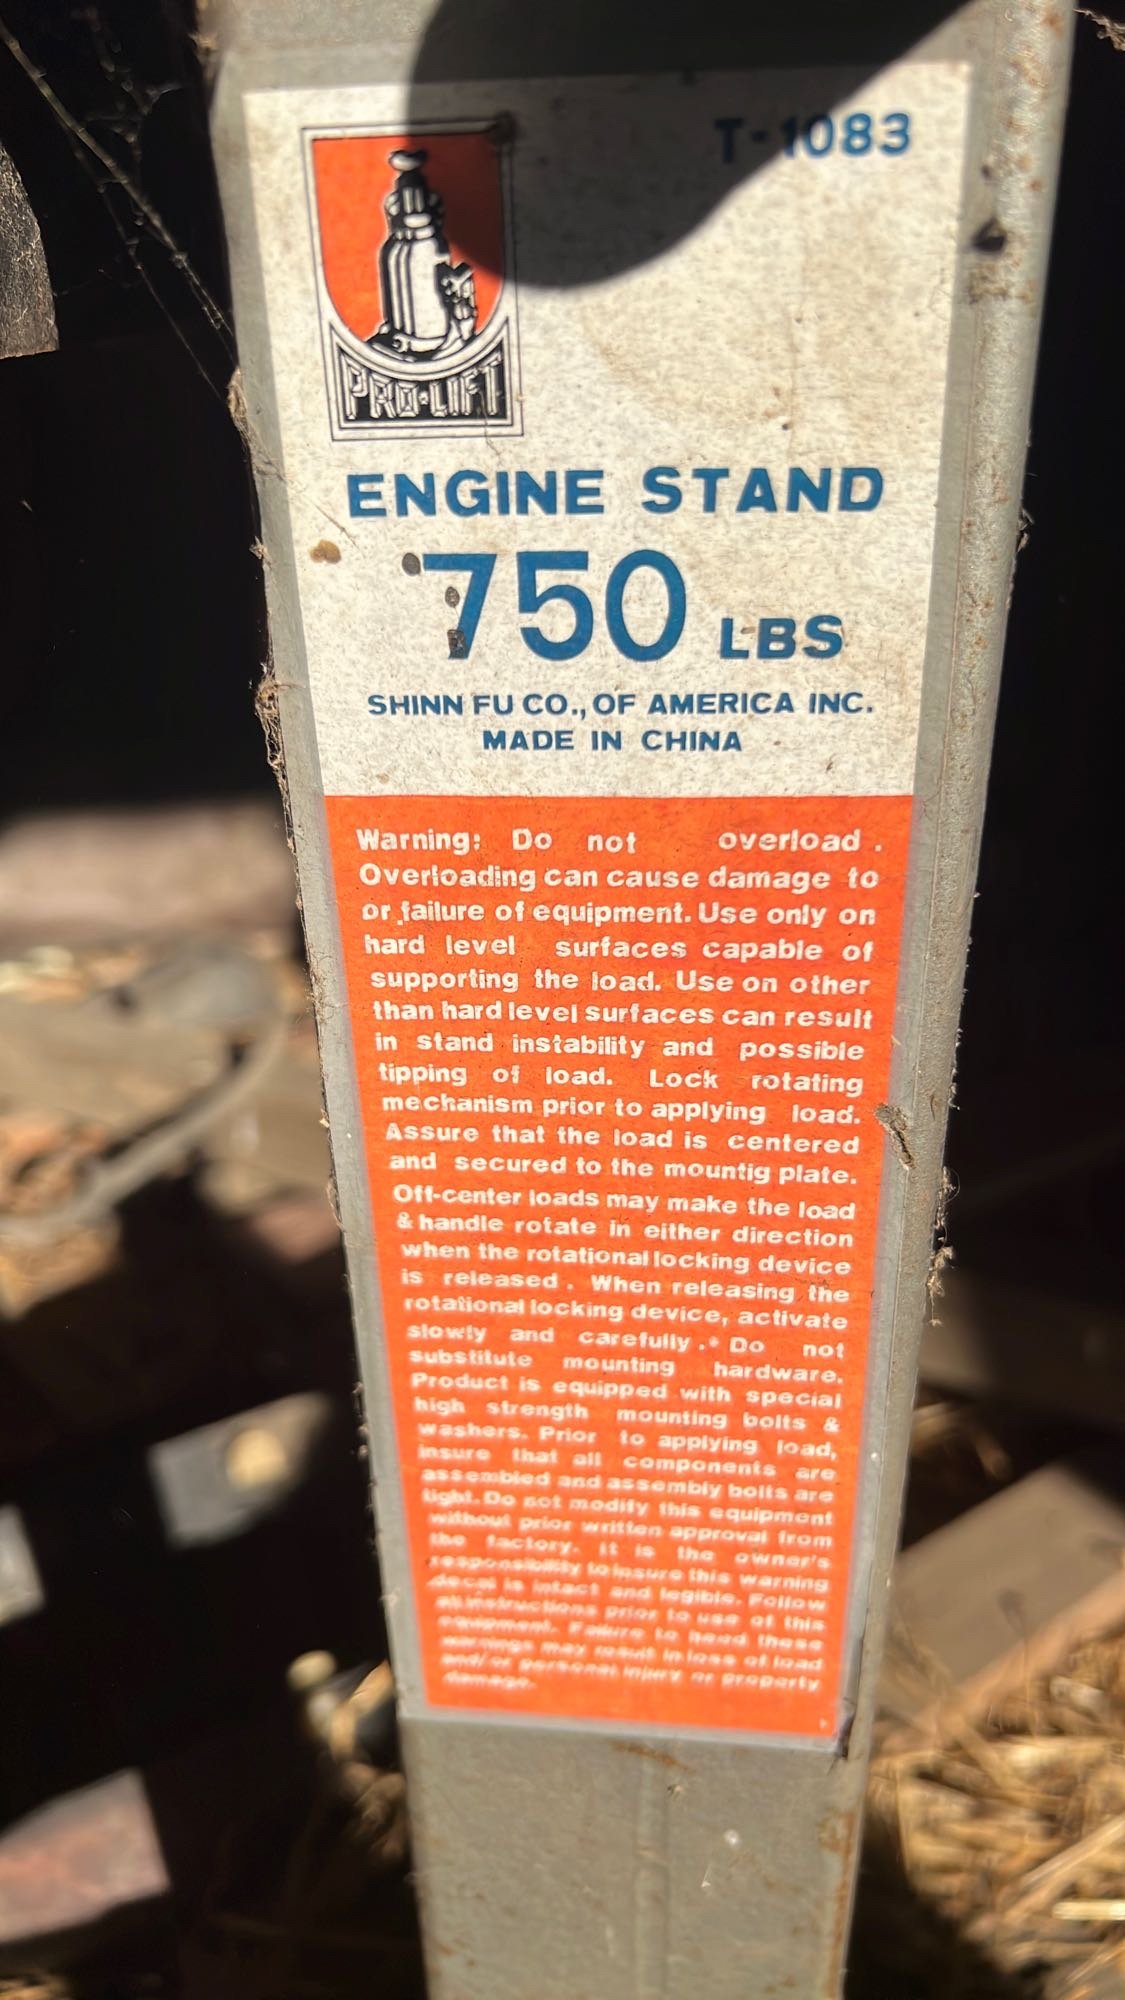 T-1083
PRO-LIFT
ENGINE STAND
750 LBS
SHINN FU CO., OF AMERICA INC.
MADE IN CHINA
Warning: Do not overload.
Overloading can cause damage to
or failure of equipment. Use only on
hard level surfaces capable of
supporting the load. Use on other
than hard level surfaces can result
in stand instability and possible
tipping of load. Lock rotating
mechanism prior to applying load.
Assure that the load is centered
and secured to the mountig plate.
Off-center loads may make the load
& handle rotate in either direction
when the rotational locking device
is released. When releasing the
rotational locking device, activate
slowly and carefully.• Do not
substitute mounting hardware.
Product is equipped with special
high strength mounting bolts &
washers. Prior to applying load,
insure that all components are
assembled and assembly bolts are
tight. Do not modify this equipment
without prior written approval from
the factory. It is the owner's
responsibility to insure this warning
decal is intact and legible. Follow
all instructions prior to use of this
equipment. Failure to heed these
warnings may result in loss of load
and/or personal injury or property
damage.